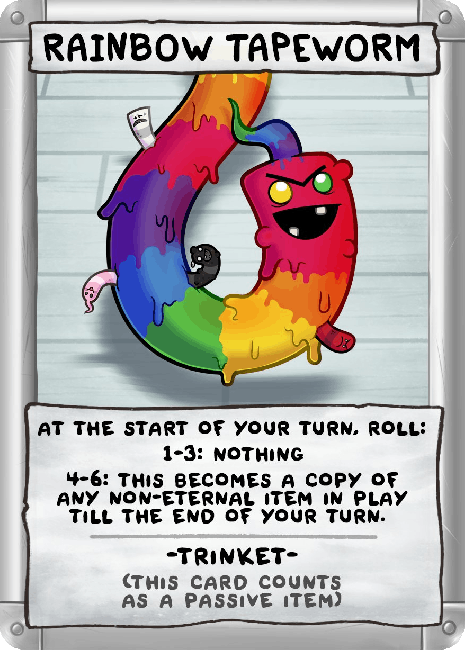 RAINBOW TAPEWORM
AT THE START OF YOUR TURN, ROLL:
1-3: NOTHING
4-6: THIS BECOMES A COPY OF
ANY NON-ETERNAL ITEM IN PLAY
TILL THE END OF YOUR TURN.
-TRINKET-
(THIS CARD COUNTS
AS A PASSIVE ITEM)